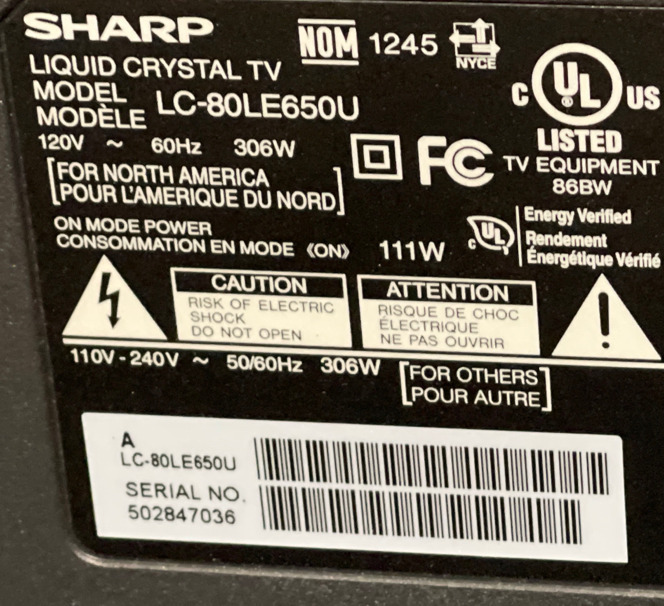 SHARP
NOM 1245 NYCE
LIQUID CRYSTAL TV
MODEL
MODÈLE LC-80LE650U
C UL US
LISTED
TV EQUIPMENT
86BW
120V ~ 60Hz 306W
FC
[FOR NORTH AMERICA
POUR L'AMERIQUE DU NORD]
ON MODE POWER
CONSOMMATION EN MODE 《ON》 111W
c UL
Energy Verified
Rendement
Énergétique Vérifié
CAUTION
RISK OF ELECTRIC
SHOCK
DO NOT OPEN
ATTENTION
RISQUE DE CHOC
ÉLECTRIQUE
NE PAS OUVRIR
!
110V - 240V ~ 50/60Hz 306W
[FOR OTHERS
POUR AUTRE]
A
LC-80LE650U
SERIAL NO.
502847036